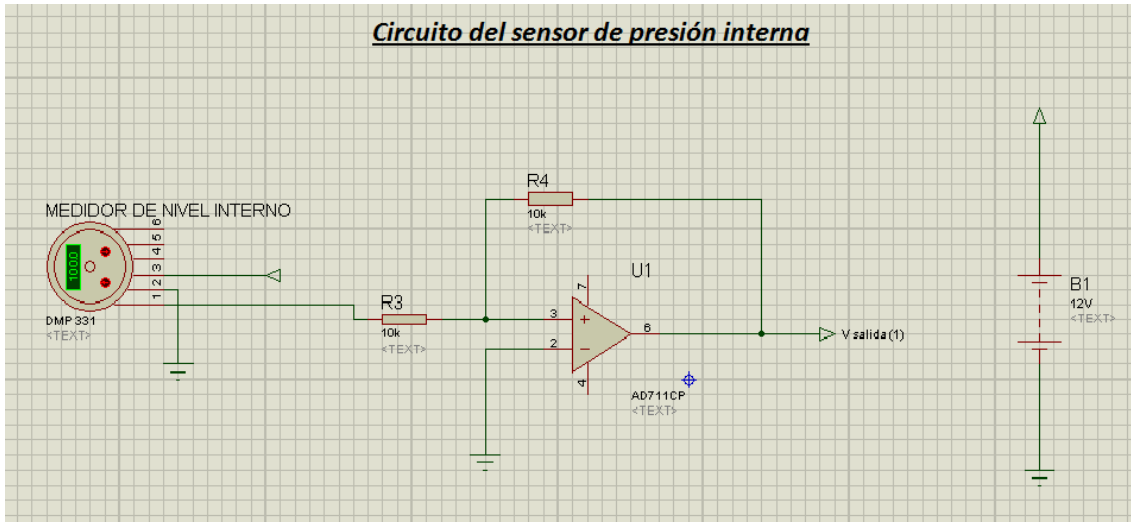 Circuito del sensor de presión interna
MEDIDOR DE NIVEL INTERNO
6
5
4
3
2
1
1000
DMP 331
<TEXT>
R3
10k
<TEXT>
R4
10k
<TEXT>
U1
7
3
+
2
−
6
4
AD711CP
<TEXT>
V salida (1)
B1
12V
<TEXT>